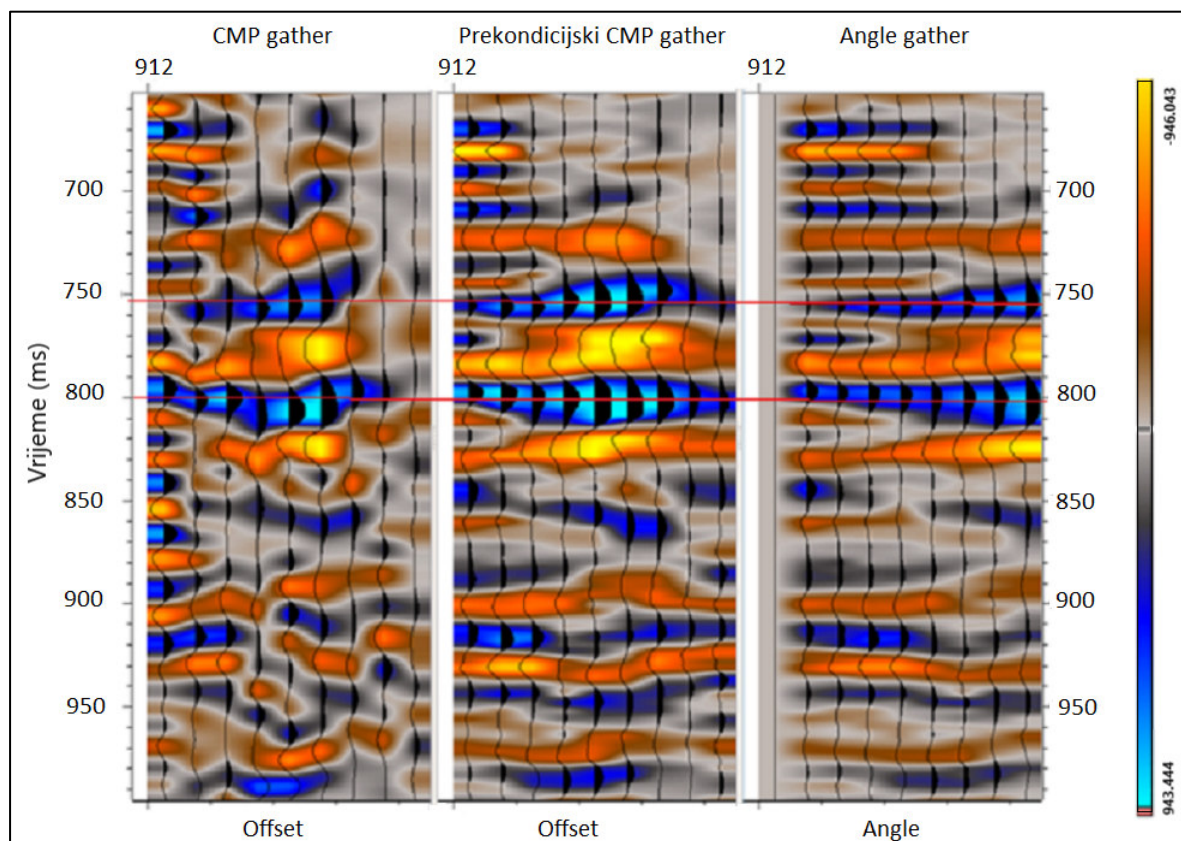 CMP gather
Prekondicijski CMP gather
Angle gather
912
912
912
-946.043
700
700
750
750
800
800
850
850
900
900
950
950
Vrijeme (ms)
943.444
Offset
Offset
Angle